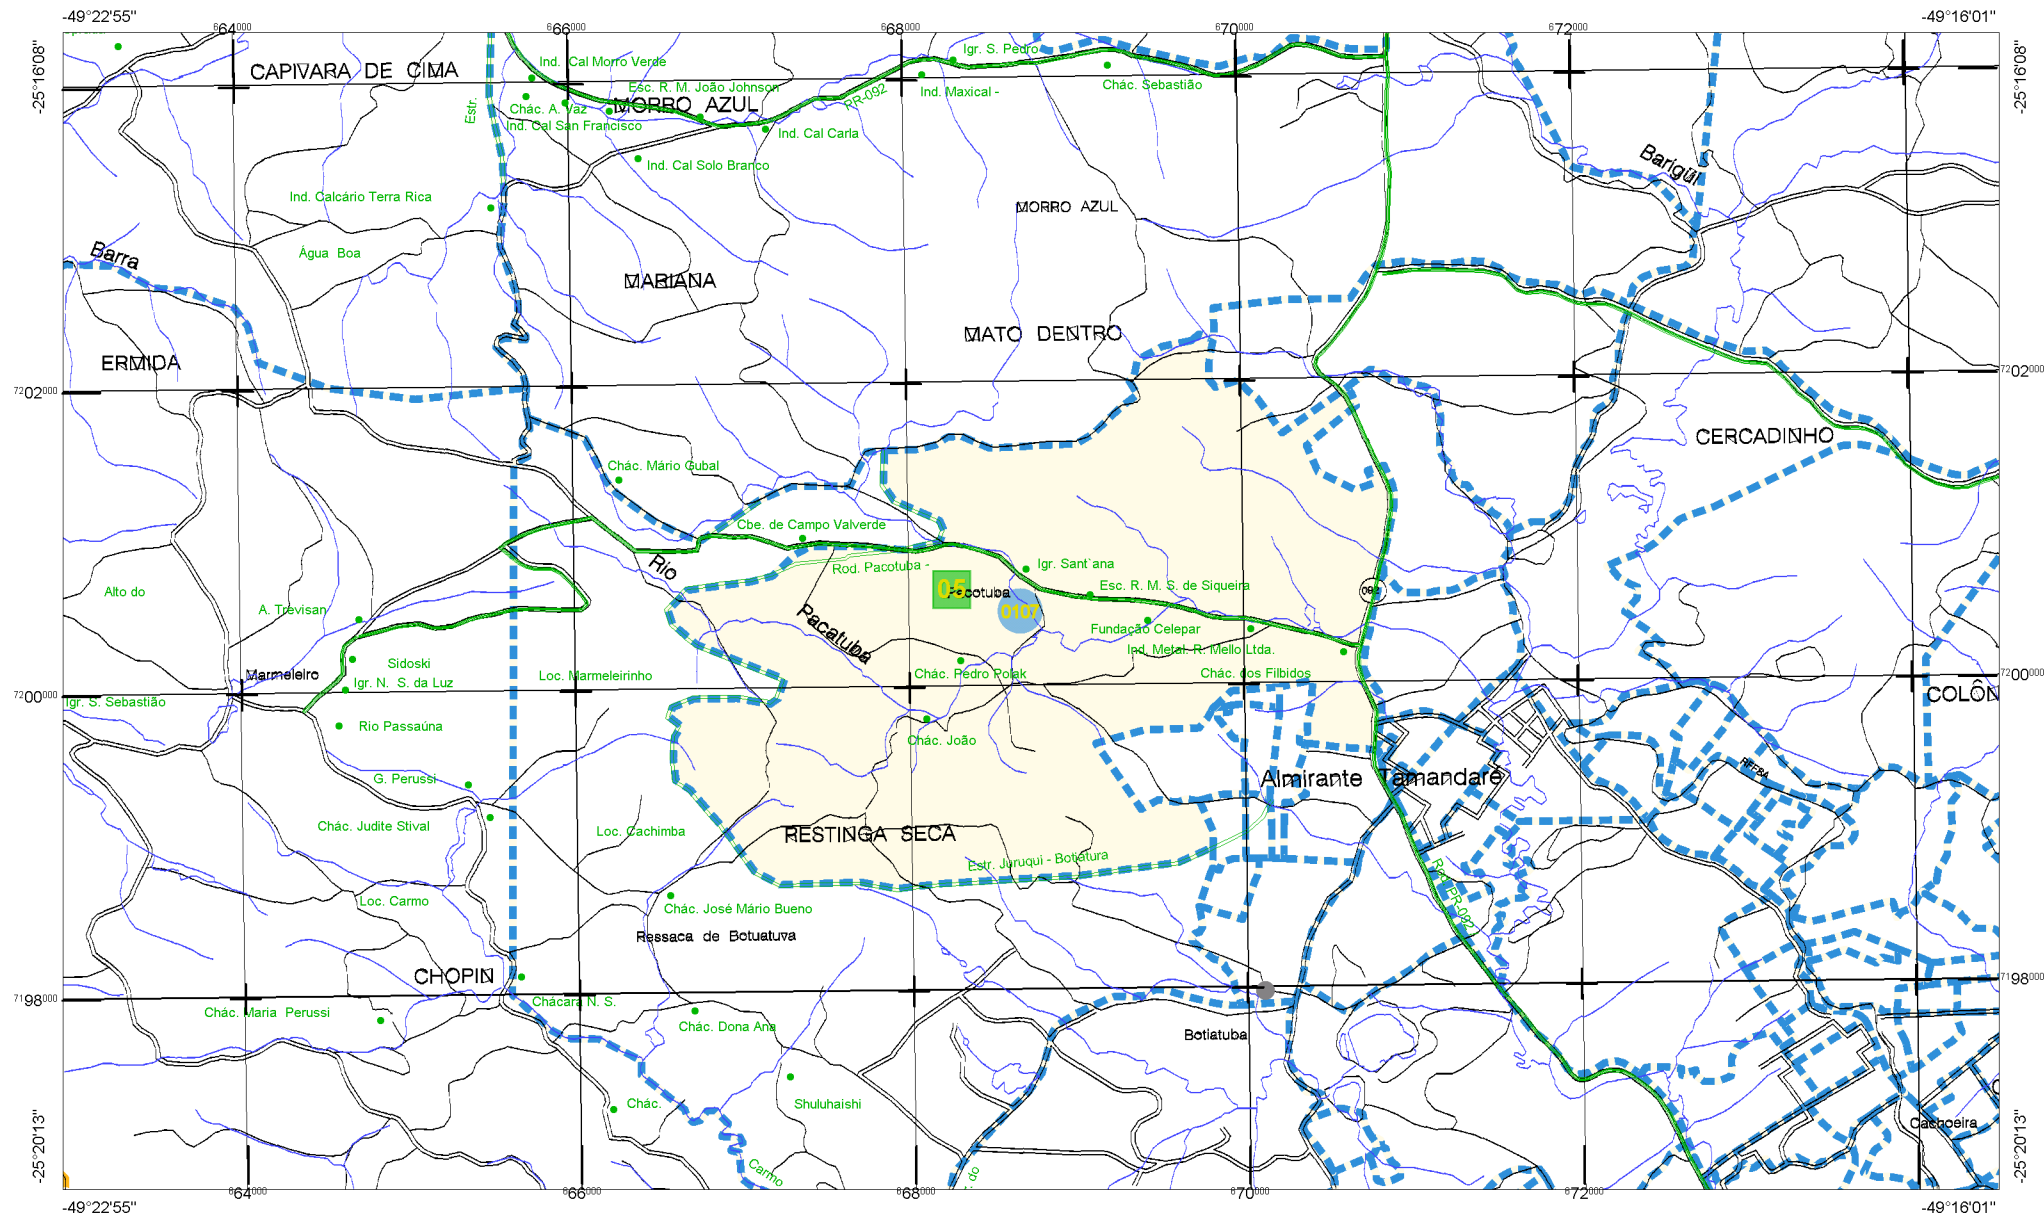 -49°22'55"
-49°16'01"
664000
666000
668000
670000
672000
-25°16'08"
-25°16'08"
Igr. S. Pedro
Ind. Cal Morro Verde
CAPIVARA DE CIMA
Estr.
Esc. R. M. João Johnson
Ind. Maxical -
Chác. Sebastião
PR-092
MORRO AZUL
Chác. A. Vaz
Ind. Cal San Francisco
Ind. Cal Carla
Ind. Cal Solo Branco
Barigüi
Ind. Calcário Terra Rica
MORRO AZUL
Água Boa
Barra
MARIANA
MATO DENTRO
ERMIDA
7202000
7202000
CERCADINHO
Chác. Mário Gubal
Cbe. de Campo Valverde
Rio
Rod. Pacotuba -
Igr. Sant´ana
Esc. R. M. S. de Siqueira
092
05
Pacotuba
0107
Alto do
A. Trevisan
Pacatuba
Fundação Celepar
Ind. Metal. R. Mello Ltda.
Sidoski
Marmeleiro
Igr. N. S. da Luz
Loc. Marmeleirinho
Chác. Pedro Polak
Chác. dos Filbidos
7200000
7200000
Igr. S. Sebastião
COLÔN
Rio Passaúna
Chác. João
RFFSA
G. Perussi
Almirante Tamandaré
Chác. Judite Stival
Loc. Cachimba
RESTINGA SECA
Estr. Juruqui - Botiatura
Rod. PR-092
Loc. Carmo
Chác. José Mário Bueno
Ressaca de Botuatuva
CHOPIN
7198000
7198000
Chácara N. S.
Chác. Maria Perussi
Chác. Dona Ana
Botiatuba
Chác.
Shuluhaishi
Cachoeira
-25°20'13"
-25°20'13"
Carmo
do
664000
666000
668000
670000
672000
-49°22'55"
-49°16'01"